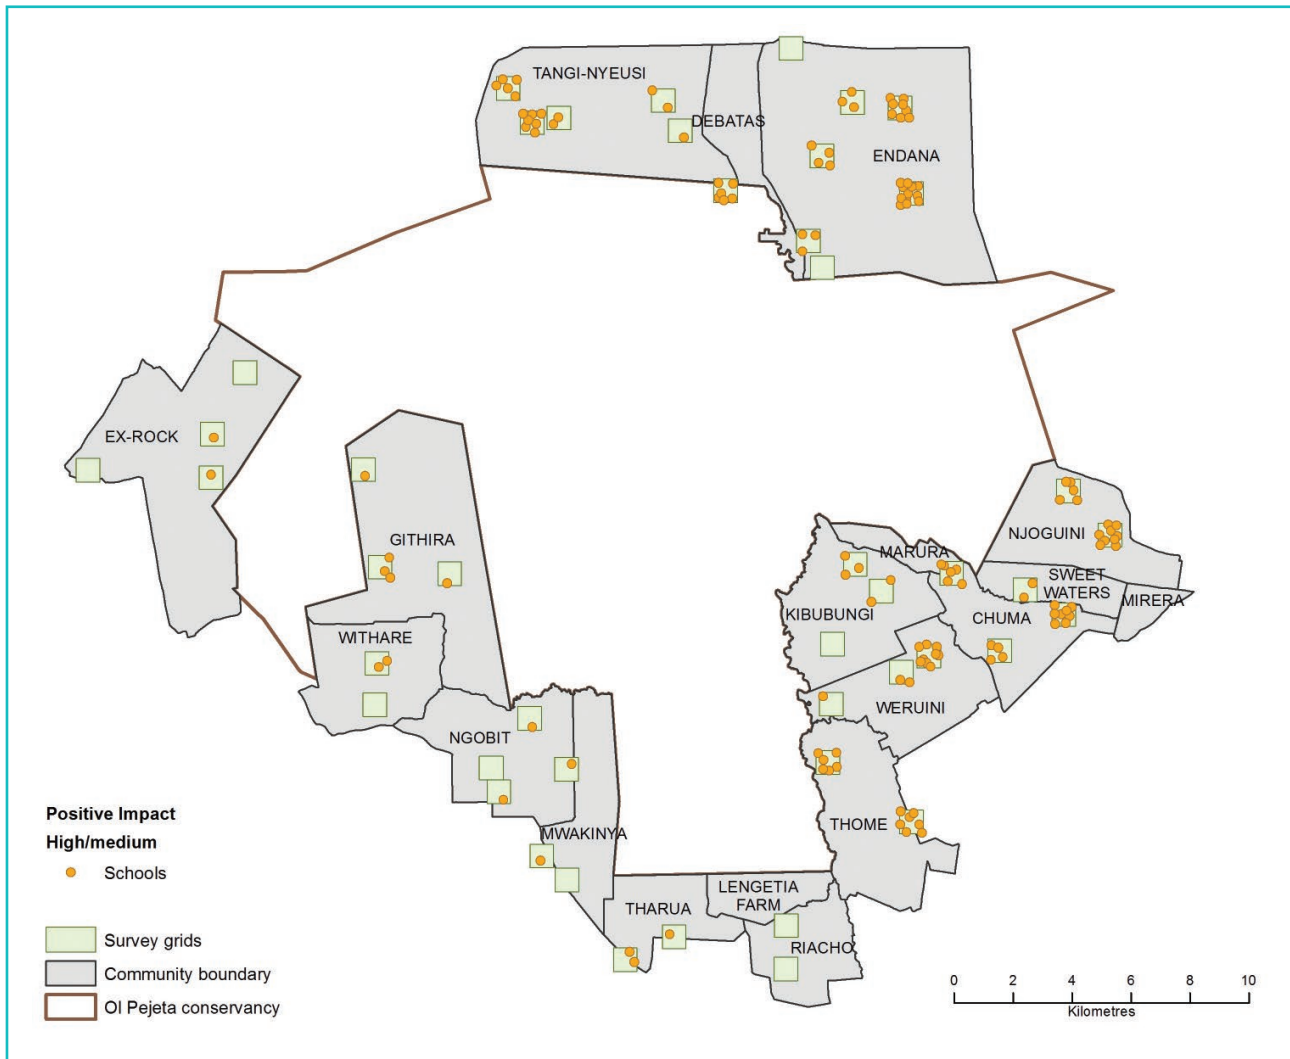 TANGI-NYEUSI
DEBATAS
ENDANA
EX-ROCK
GITHIRA
NJOGUINI
MARURA
SWEET
WATERS
MIRERA
KIBUBUNGI
CHUMA
WITHARE
WERUINI
NGOBIT
MWAKINYA
THOME
LENGETIA
FARM
THARUA
RIACHO
Positive Impact
High/medium
Schools
Survey grids
Community boundary
Ol Pejeta conservancy
0 2 4 6 8 10
Kilometres